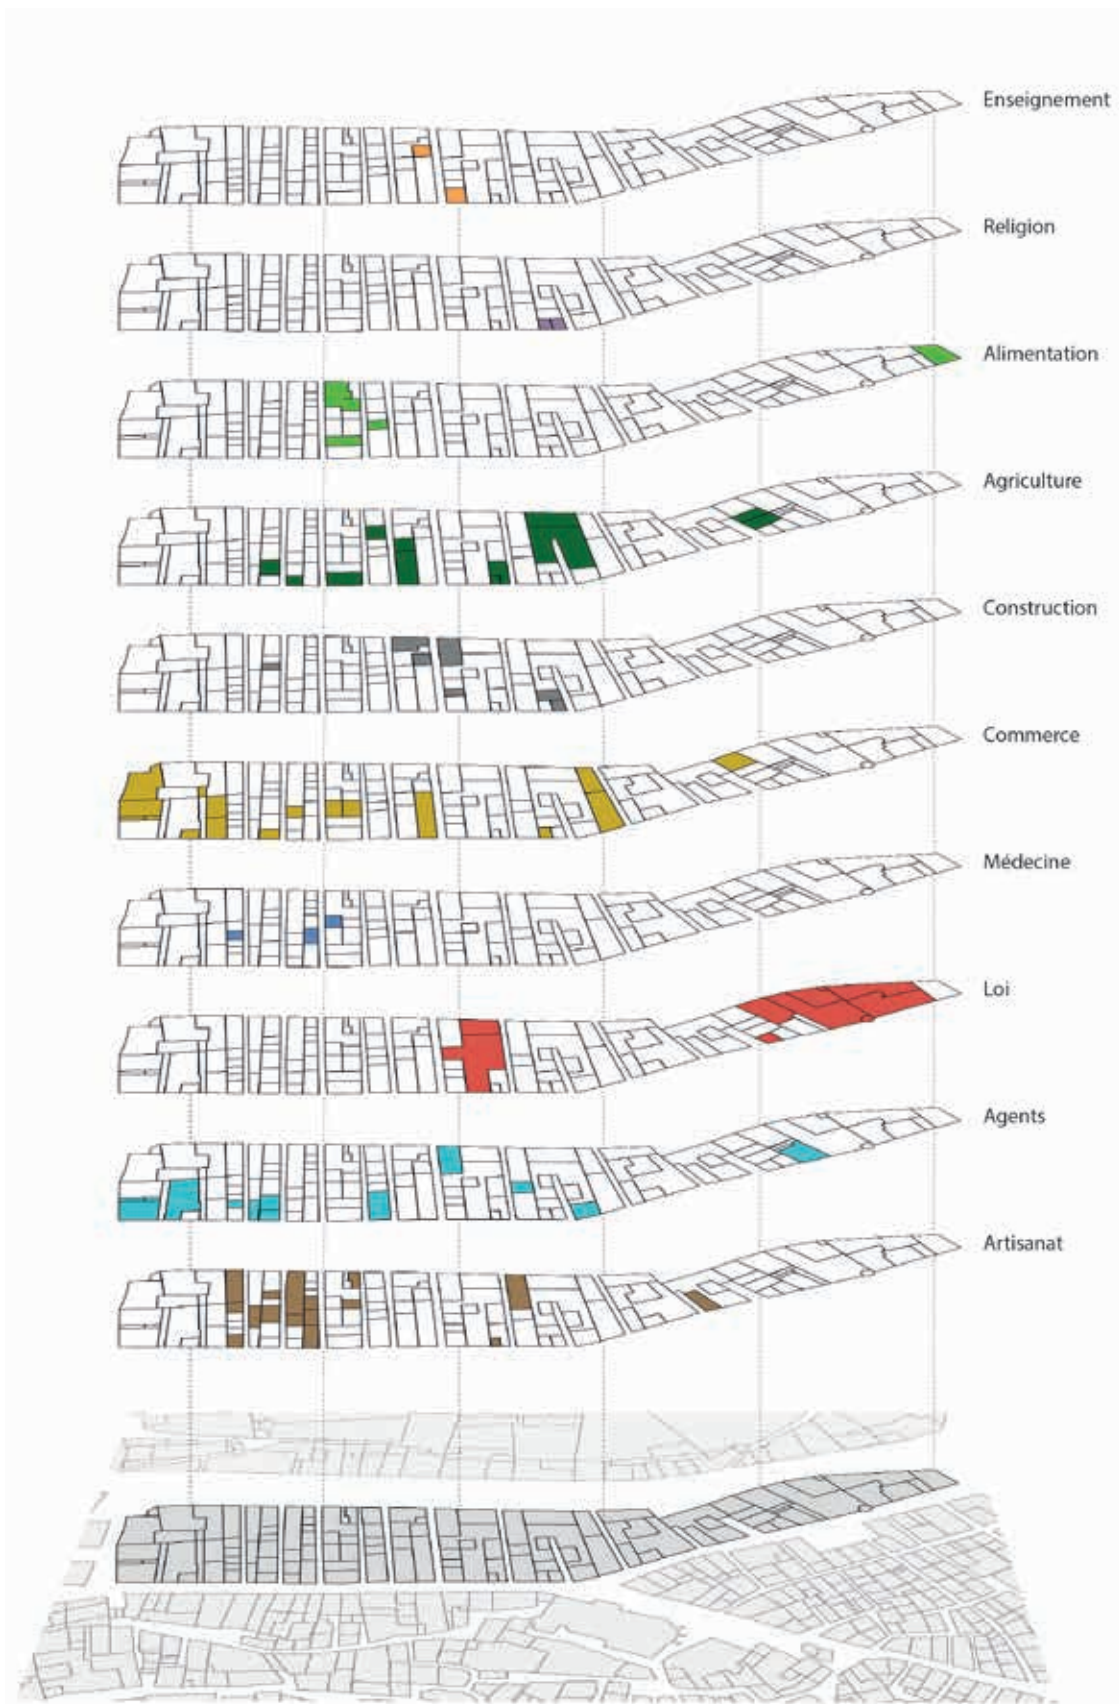 Enseignement
Religion
Alimentation
Agriculture
Construction
Commerce
Médecine
Loi
Agents
Artisanat